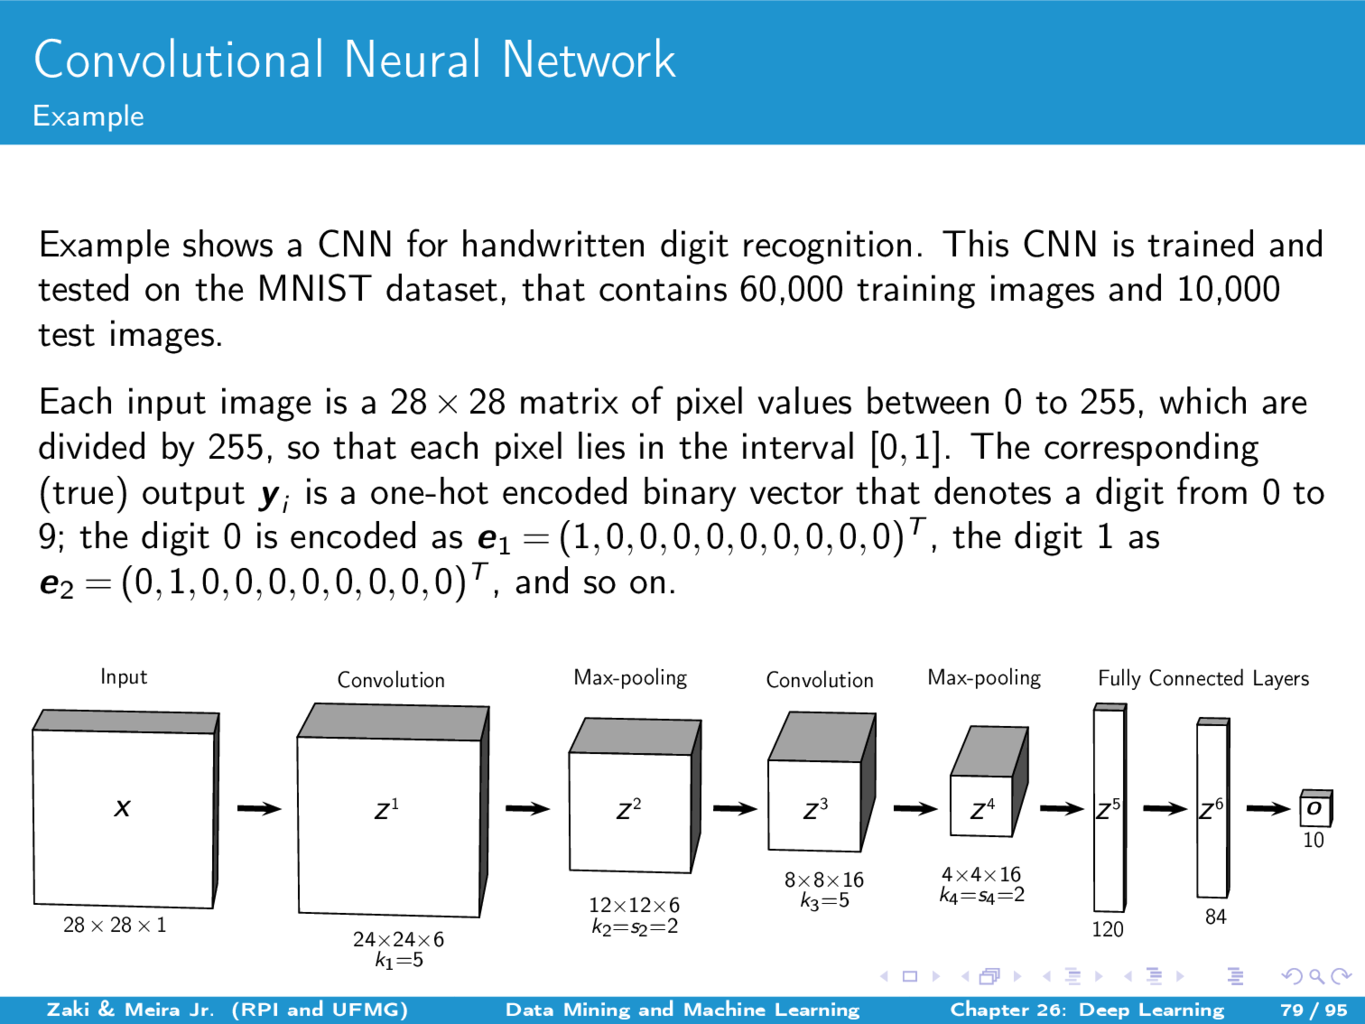 Convolutional Neural Network
Example
Example shows a CNN for handwritten digit recognition. This CNN is trained and
tested on the MNIST dataset, that contains 60,000 training images and 10,000
test images.
Each input image is a 28 × 28 matrix of pixel values between 0 to 255, which are
divided by 255, so that each pixel lies in the interval [0, 1]. The corresponding
(true) output y_i is a one-hot encoded binary vector that denotes a digit from 0 to
9; the digit 0 is encoded as e_1 = (1, 0, 0, 0, 0, 0, 0, 0, 0, 0)^T, the digit 1 as
e_2 = (0, 1, 0, 0, 0, 0, 0, 0, 0, 0)^T, and so on.
Input Convolution Max-pooling Convolution Max-pooling Fully Connected Layers
x z^1 z^2 z^3 z^4 z^5 z^6 o
28 × 28 × 1
24×24×6
k_1=5
12×12×6
k_2=s_2=2
8×8×16
k_3=5
4×4×16
k_4=s_4=2
120
84
10
Zaki & Meira Jr. (RPI and UFMG) Data Mining and Machine Learning Chapter 26: Deep Learning 79 / 95